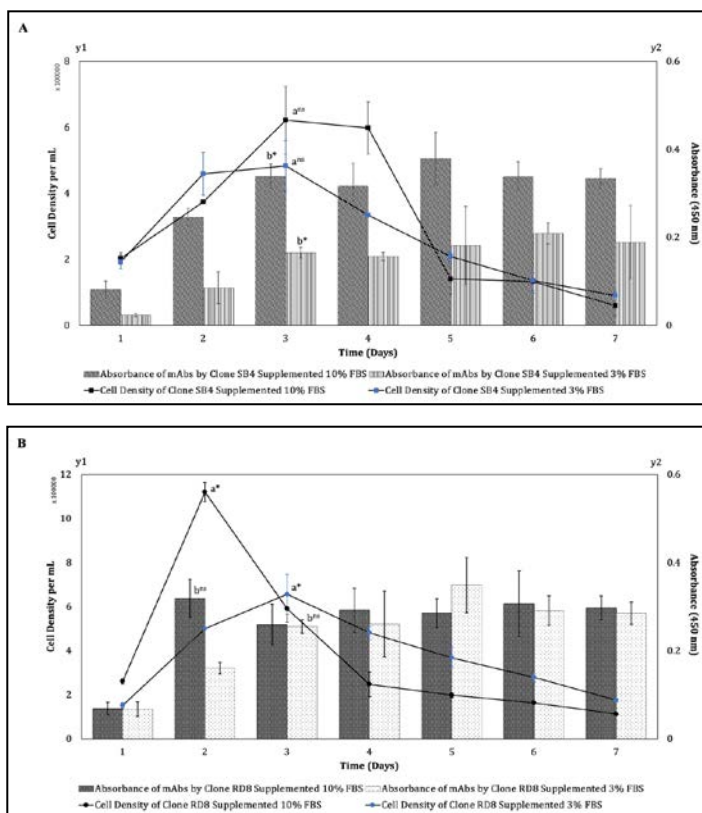 A
y1
y2
8
6
4
2
0
x 100000
Cell Density per mL
0.6
0.4
0.2
0
Absorbance (450 nm)
a^ns
b*
a^ns
b*
1 2 3 4 5 6 7
Time (Days)
Absorbance of mAbs by Clone SB4 Supplemented 10% FBS Absorbance of mAbs by Clone SB4 Supplemented 3% FBS
Cell Density of Clone SB4 Supplemented 10% FBS Cell Density of Clone SB4 Supplemented 3% FBS
B
y1
y2
12
10
8
6
4
2
0
x 100000
Cell Density per mL
0.6
0.4
0.2
0
Absorbance (450 nm)
a*
b^ns
a*
b^ns
1 2 3 4 5 6 7
Time (Days)
Absorbance of mAbs by Clone RD8 Supplemented 10% FBS Absorbance of mAbs by Clone RD8 Supplemented 3% FBS
Cell Density of Clone RD8 Supplemented 10% FBS Cell Density of Clone RD8 Supplemented 3% FBS